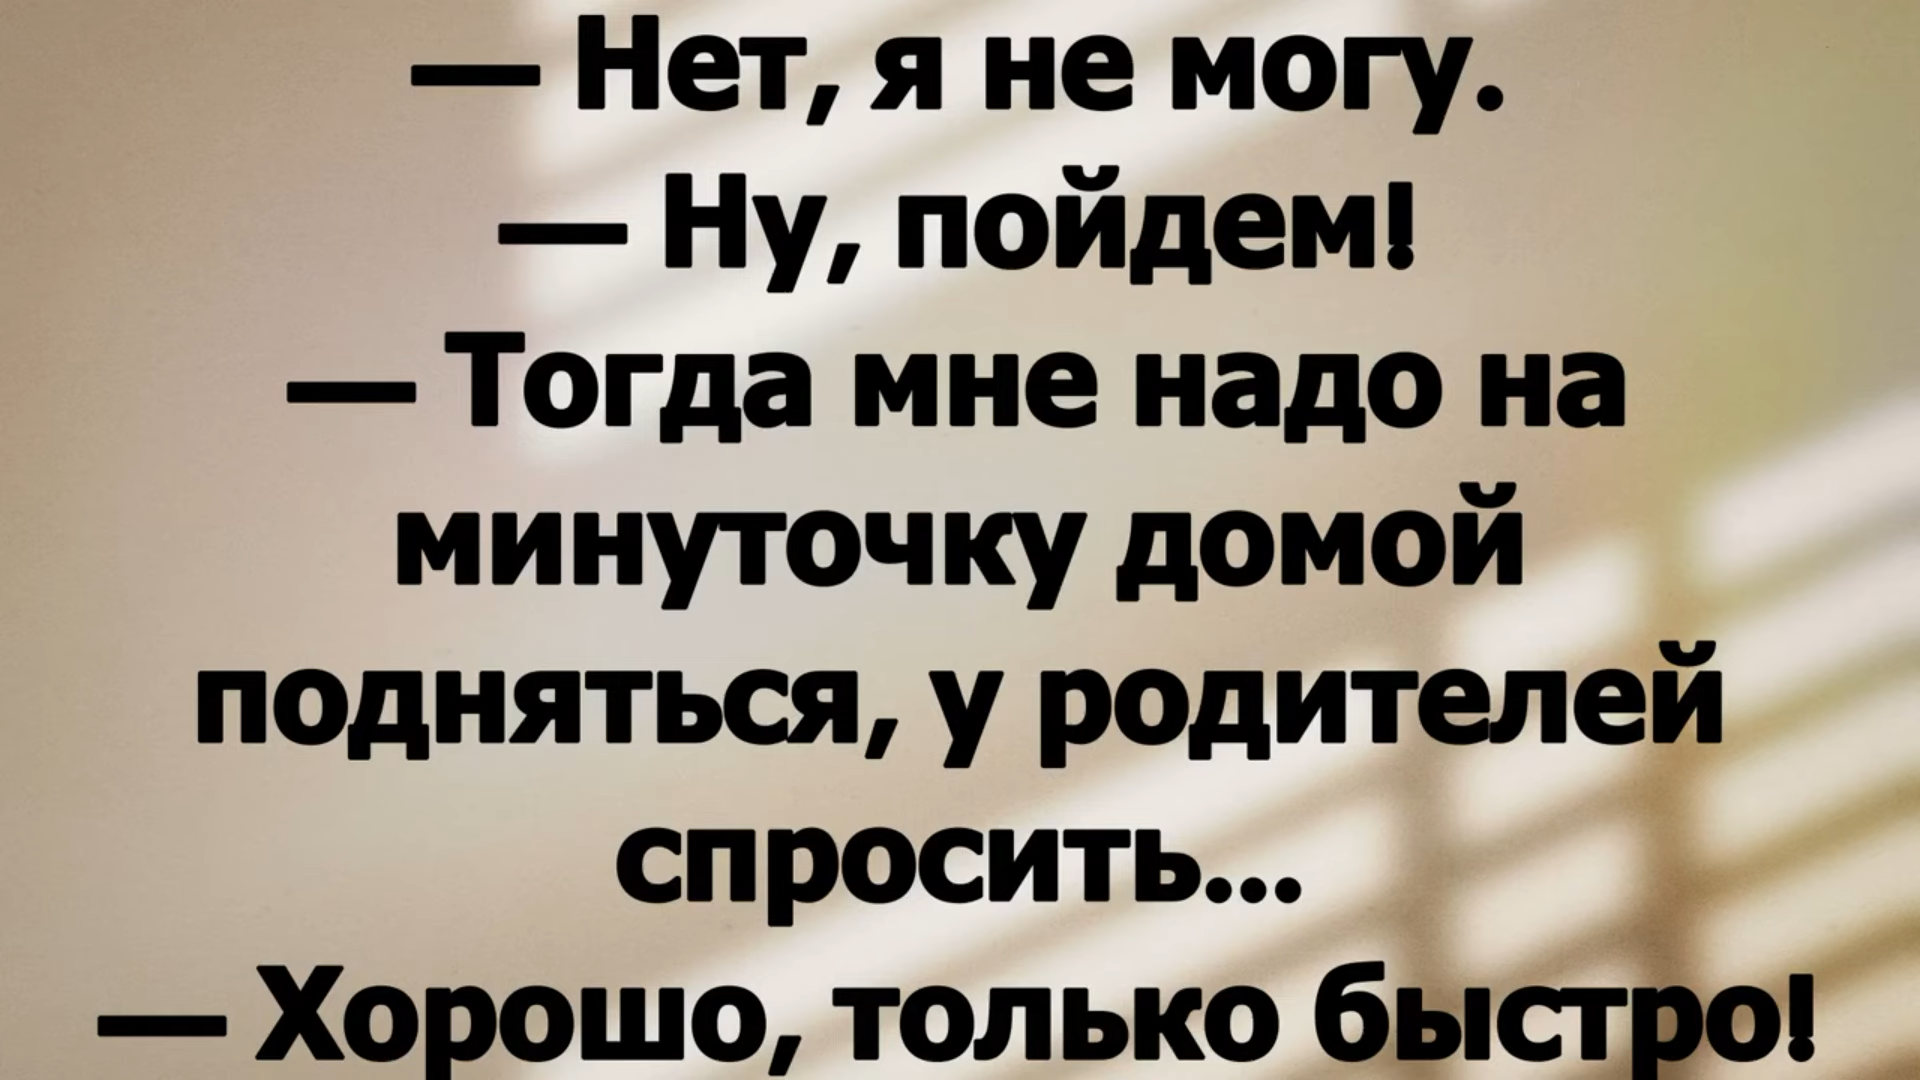 — Нет, я не могу.
— Ну, пойдем!
— Тогда мне надо на
минуточку домой
подняться, у родителей
спросить...
— Хорошо, только быстро!